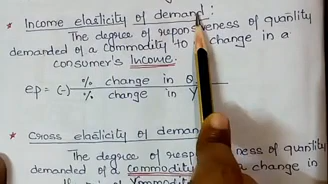 * Income elasticity of demand :
The degree of reponsiveness of quantity
demanded of a commodity to change in a
consumer's Income.
ep = (-) % change in Q
% change in Y
* Cross elasticity of deman
The degree of resp ness of quantity
demanded of a commodity change in